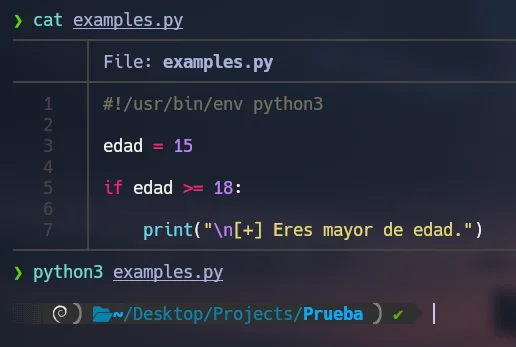 ❯ cat examples.py
File: examples.py
1 #!/usr/bin/env python3
2
3 edad = 15
4
5 if edad >= 18:
6
7 print("\n[+] Eres mayor de edad.")
❯ python3 examples.py
~/Desktop/Projects/Prueba ) ✔